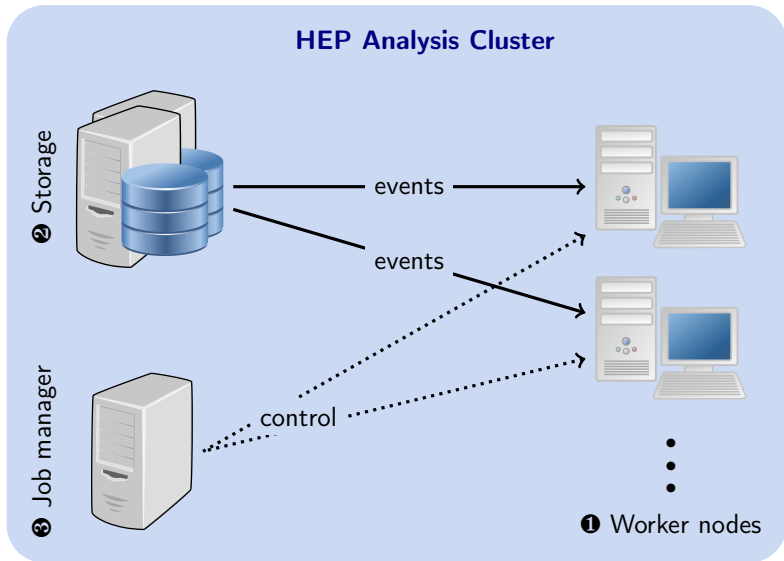 HEP Analysis Cluster
❷ Storage
events
events
control
❸ Job manager
❶ Worker nodes